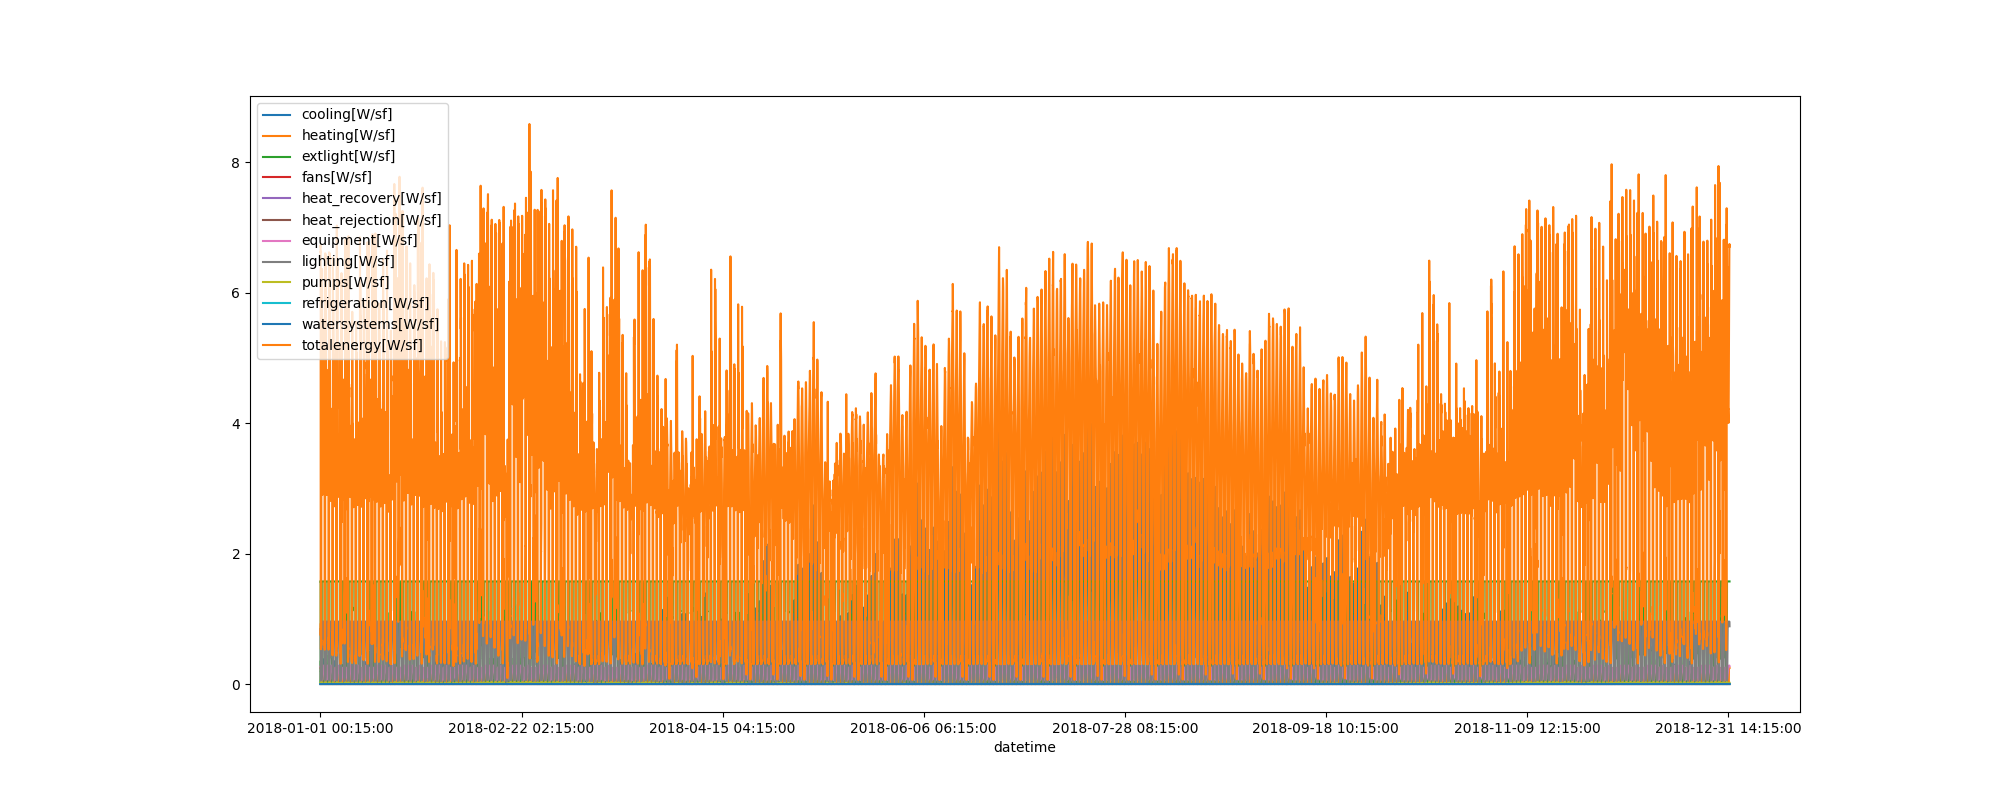 cooling[W/sf]
heating[W/sf]
extlight[W/sf]
fans[W/sf]
heat_recovery[W/sf]
heat_rejection[W/sf]
equipment[W/sf]
lighting[W/sf]
pumps[W/sf]
refrigeration[W/sf]
watersystems[W/sf]
totalenergy[W/sf]
8
6
4
2
0
2018-01-01 00:15:00 2018-02-22 02:15:00 2018-04-15 04:15:00 2018-06-06 06:15:00 2018-07-28 08:15:00 2018-09-18 10:15:00 2018-11-09 12:15:00 2018-12-31 14:15:00
datetime